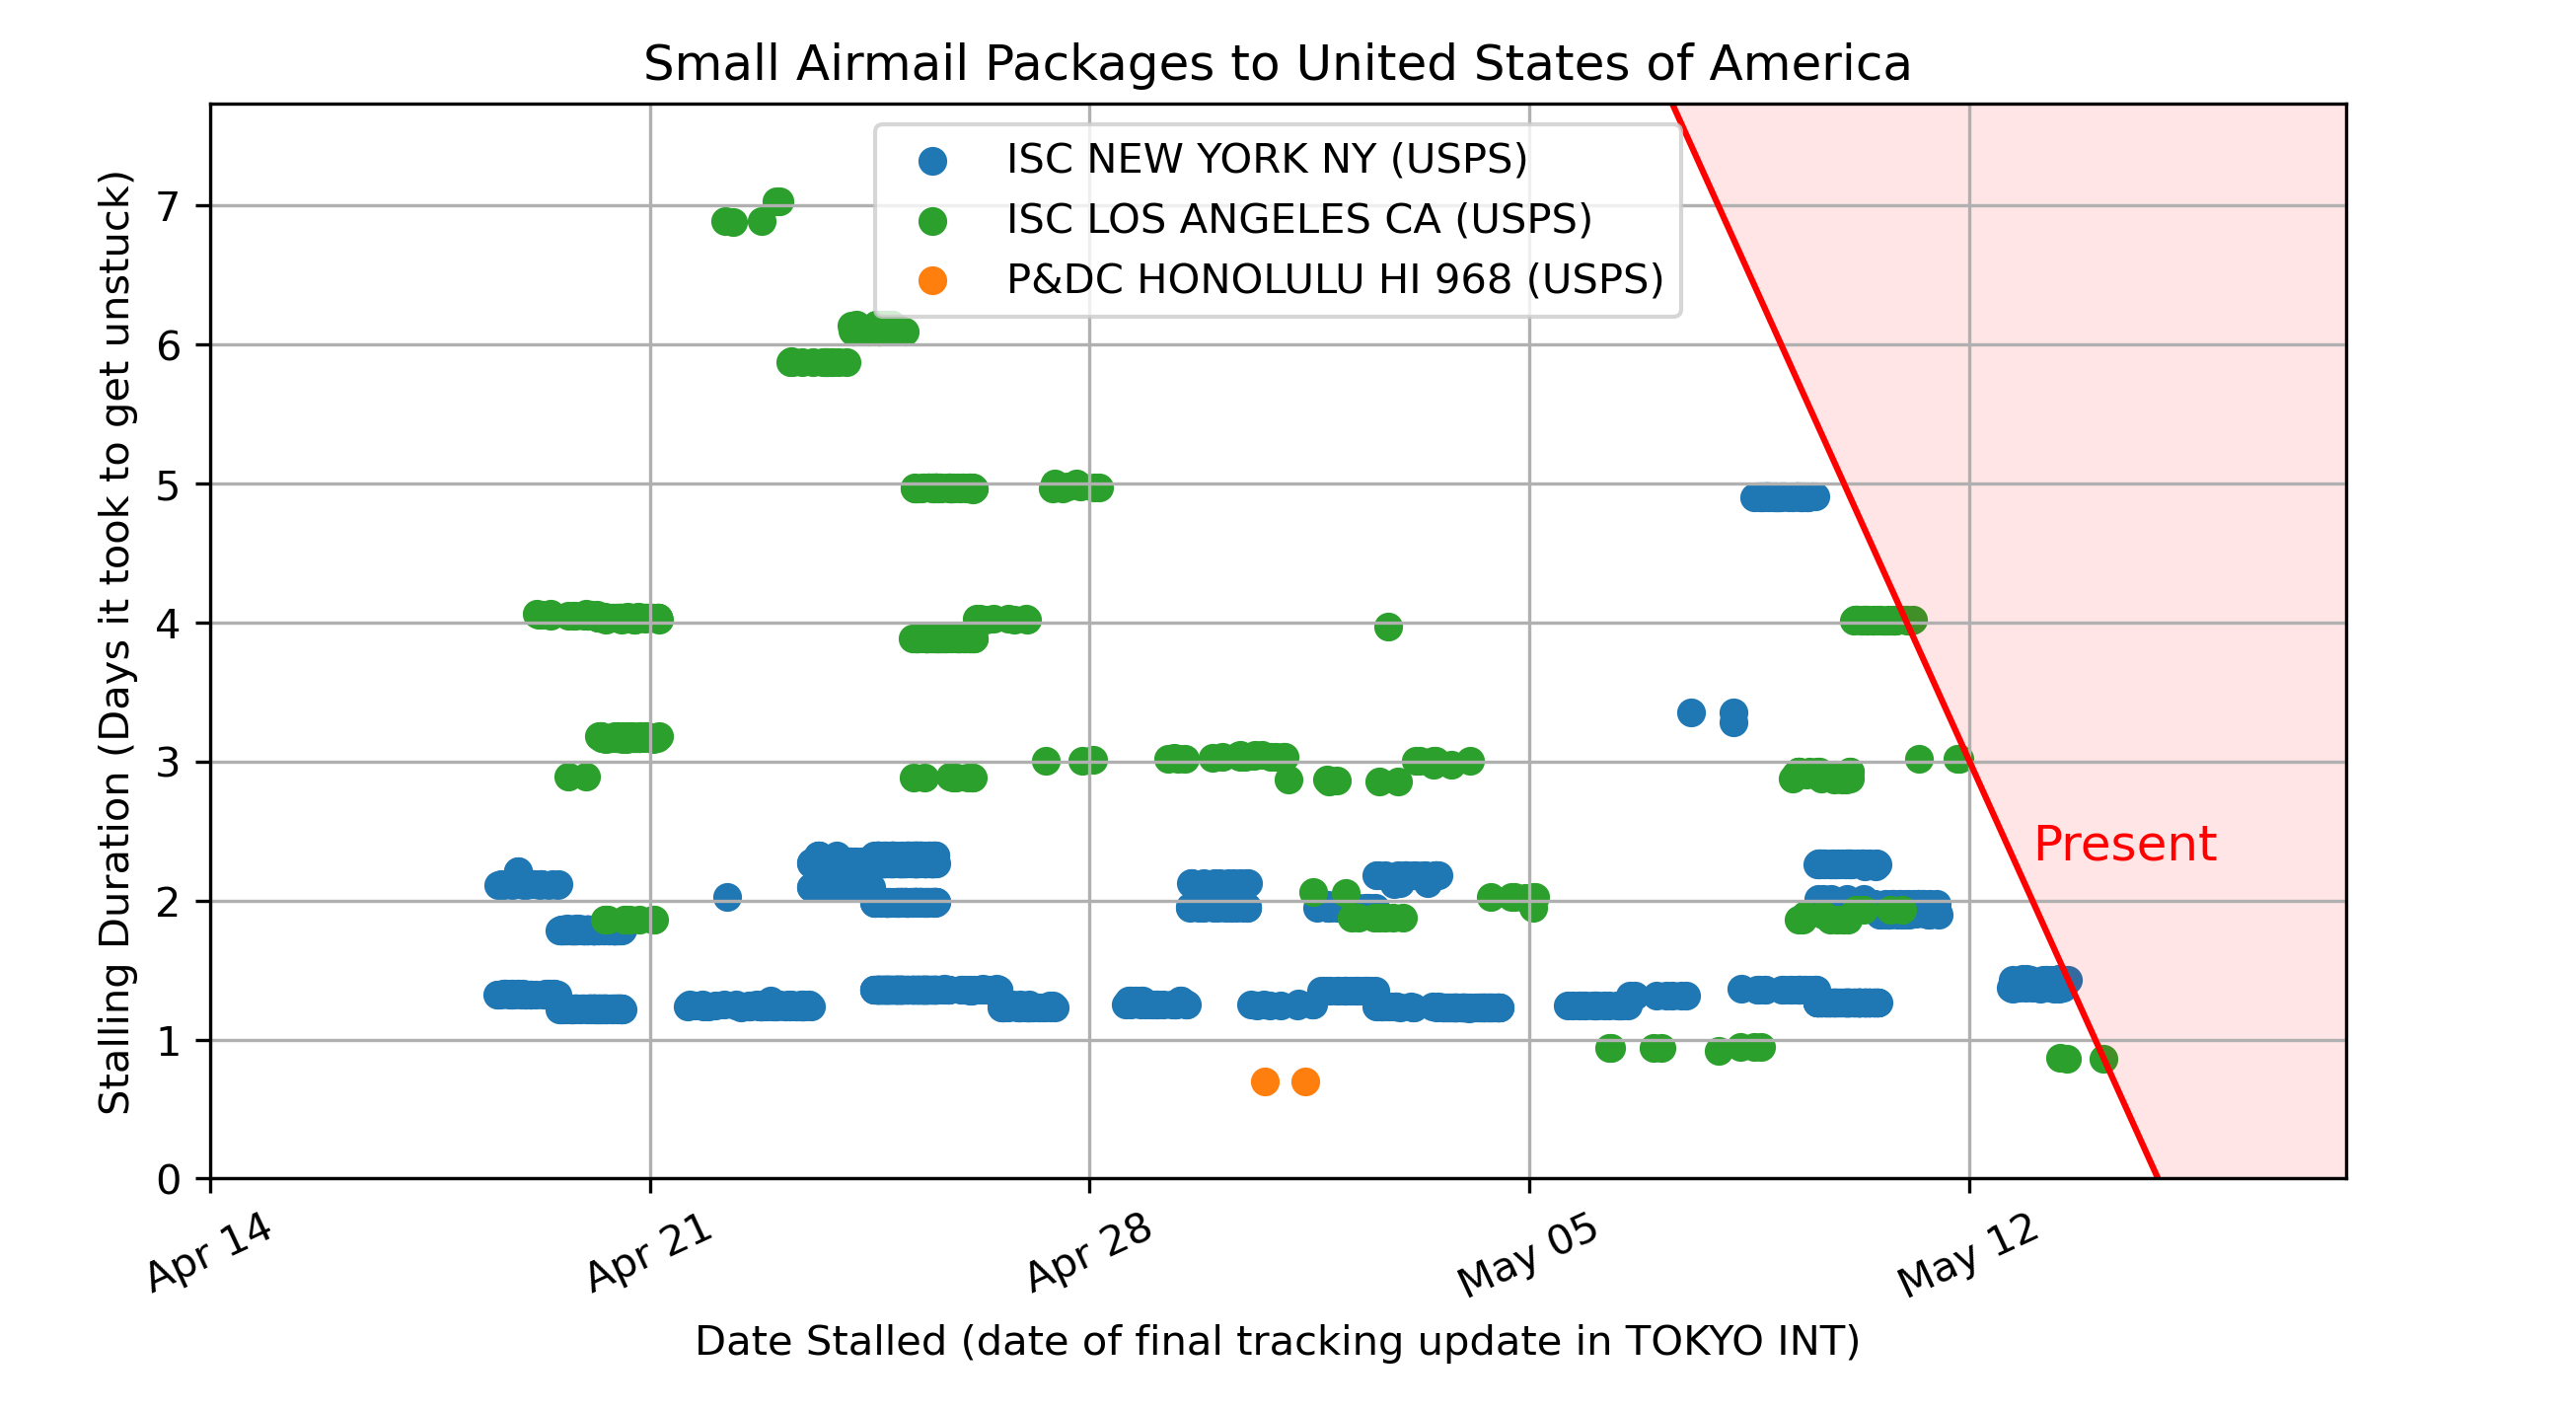 Small Airmail Packages to United States of America
ISC NEW YORK NY (USPS)
ISC LOS ANGELES CA (USPS)
P&DC HONOLULU HI 968 (USPS)
Stalling Duration (Days it took to get unstuck)
7
6
5
4
3
2
1
0
Present
Apr 14
Apr 21
Apr 28
May 05
May 12
Date Stalled (date of final tracking update in TOKYO INT)